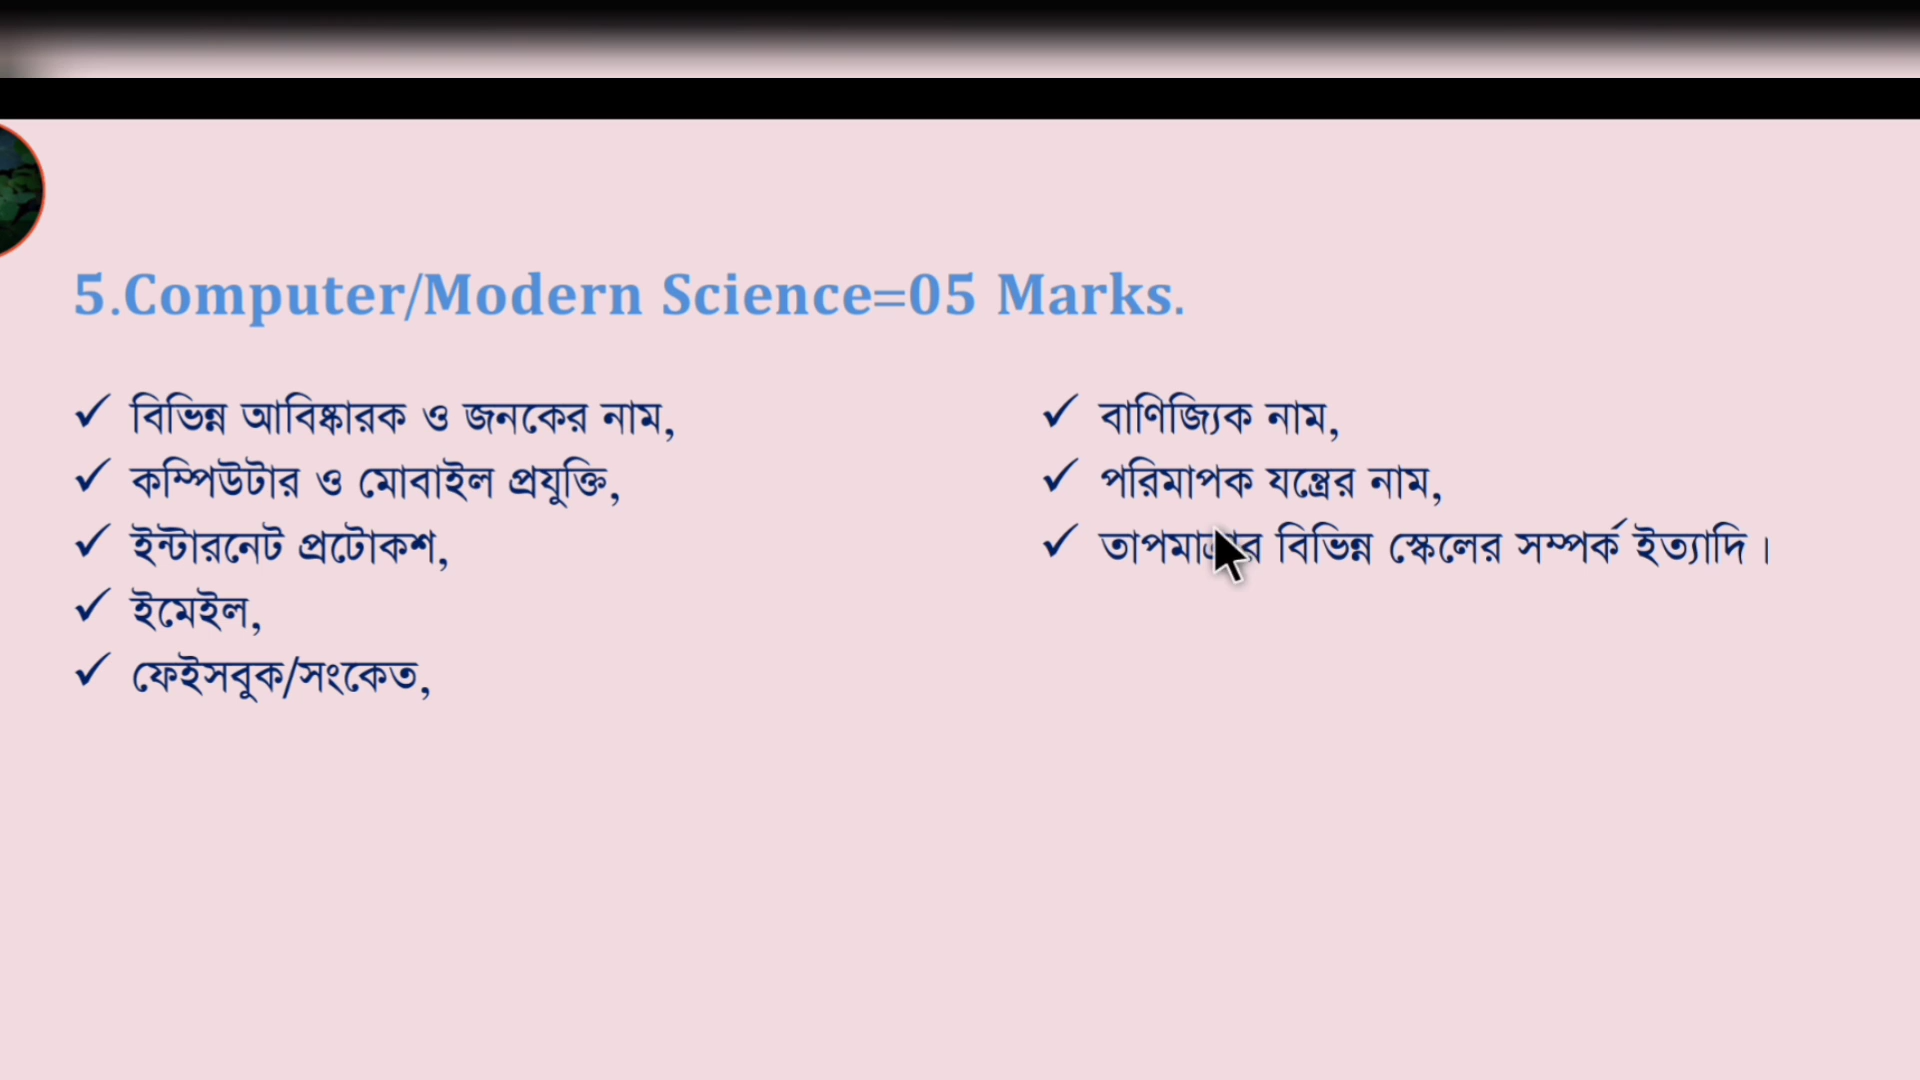 5.Computer/Modern Science=05 Marks.
✓ বিভিন্ন আবিষ্কারক ও জনকের নাম,
✓ কম্পিউটার ও মোবাইল প্রযুক্তি,
✓ ইন্টারনেট প্রটোকশ,
✓ ইমেইল,
✓ ফেইসবুক/সংকেত,
✓ বাণিজ্যিক নাম,
✓ পরিমাপক যন্ত্রের নাম,
✓ তাপমাত্রার বিভিন্ন স্কেলের সম্পর্ক ইত্যাদি।